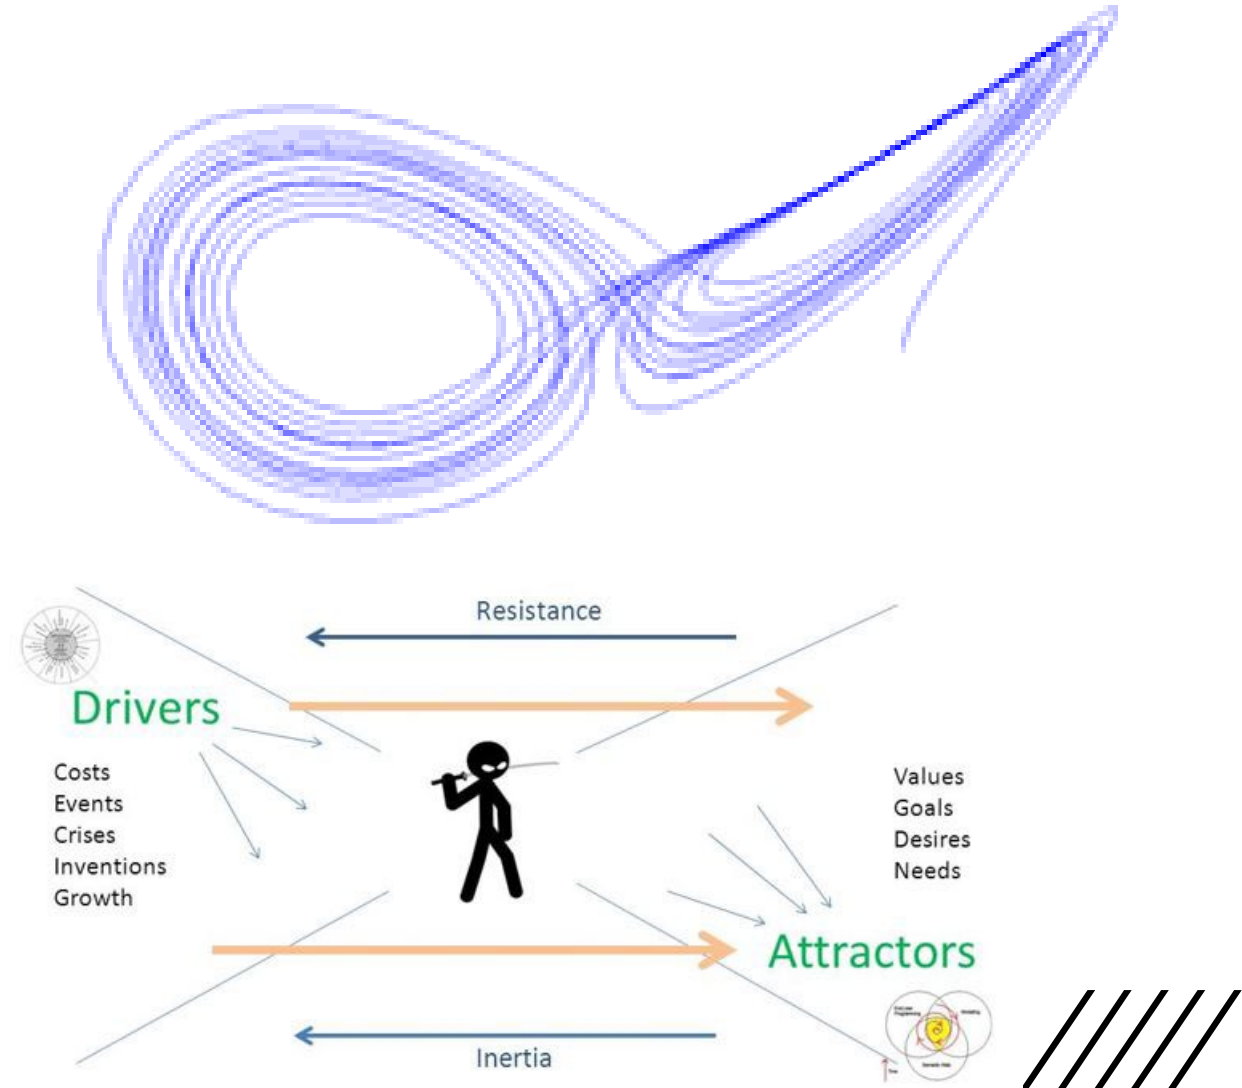 Resistance
Drivers
Costs
Events
Crises
Inventions
Growth
Values
Goals
Desires
Needs
Attractors
Inertia